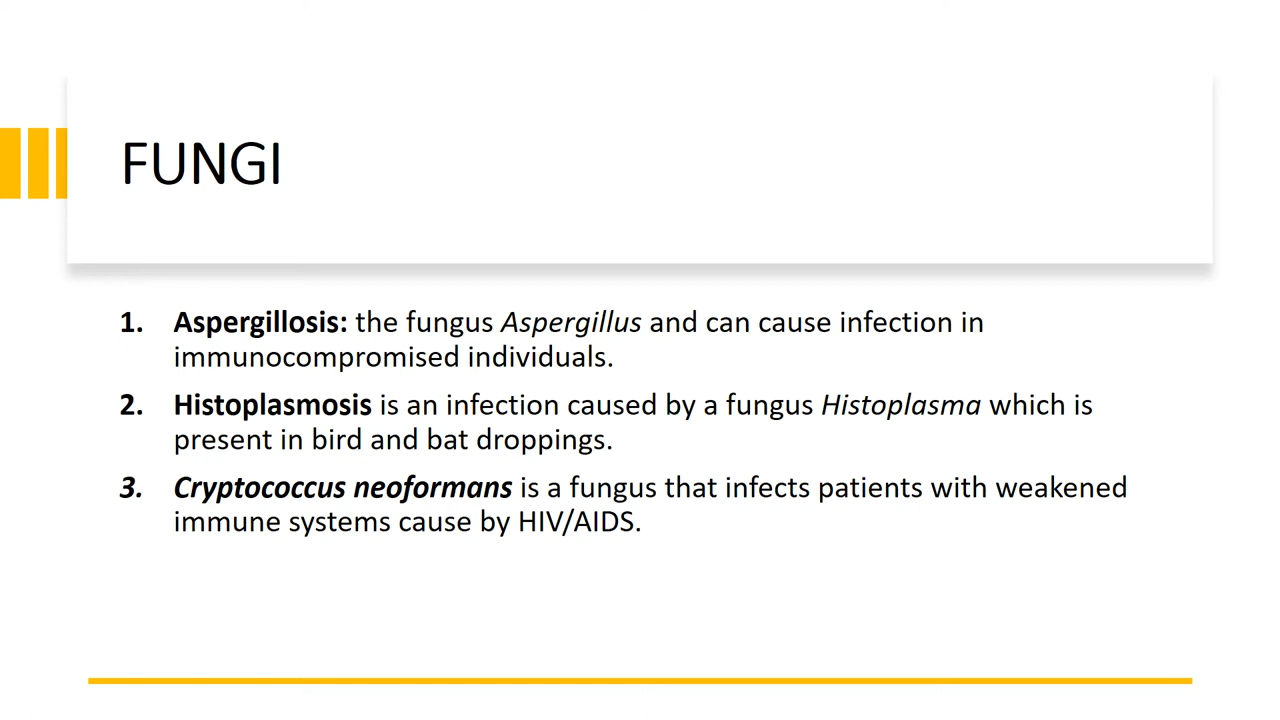 FUNGI
1. Aspergillosis: the fungus Aspergillus and can cause infection in
immunocompromised individuals.
2. Histoplasmosis is an infection caused by a fungus Histoplasma which is
present in bird and bat droppings.
3. Cryptococcus neoformans is a fungus that infects patients with weakened
immune systems cause by HIV/AIDS.